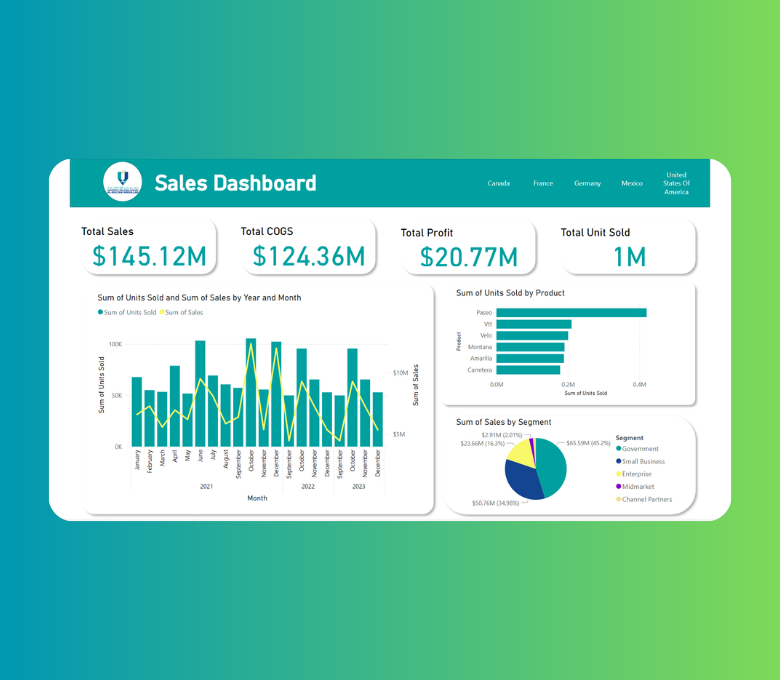 Sales Dashboard
Canada
France
Germany
Mexico
United
States Of
America
Total Sales
$145.12M
Total COGS
$124.36M
Total Profit
$20.77M
Total Unit Sold
1M
Sum of Units Sold and Sum of Sales by Year and Month
Sum of Units Sold
Sum of Sales
Sum of Units Sold
100K
50K
0K
$10M
$5M
Sum of Sales
January
February
March
April
May
June
July
August
September
October
November
December
September
October
November
December
September
October
November
December
2021
2022
2023
Month
Sum of Units Sold by Product
Product
Paseo
Vtt
Velo
Montana
Amarilla
Carretera
0.0M
0.2M
0.4M
Sum of Units Sold
Sum of Sales by Segment
$2.91M (2.01%)
$23.66M (16.3%)
$65.59M (45.2%)
$50.76M (34.98%)
Segment
Government
Small Business
Enterprise
Midmarket
Channel Partners